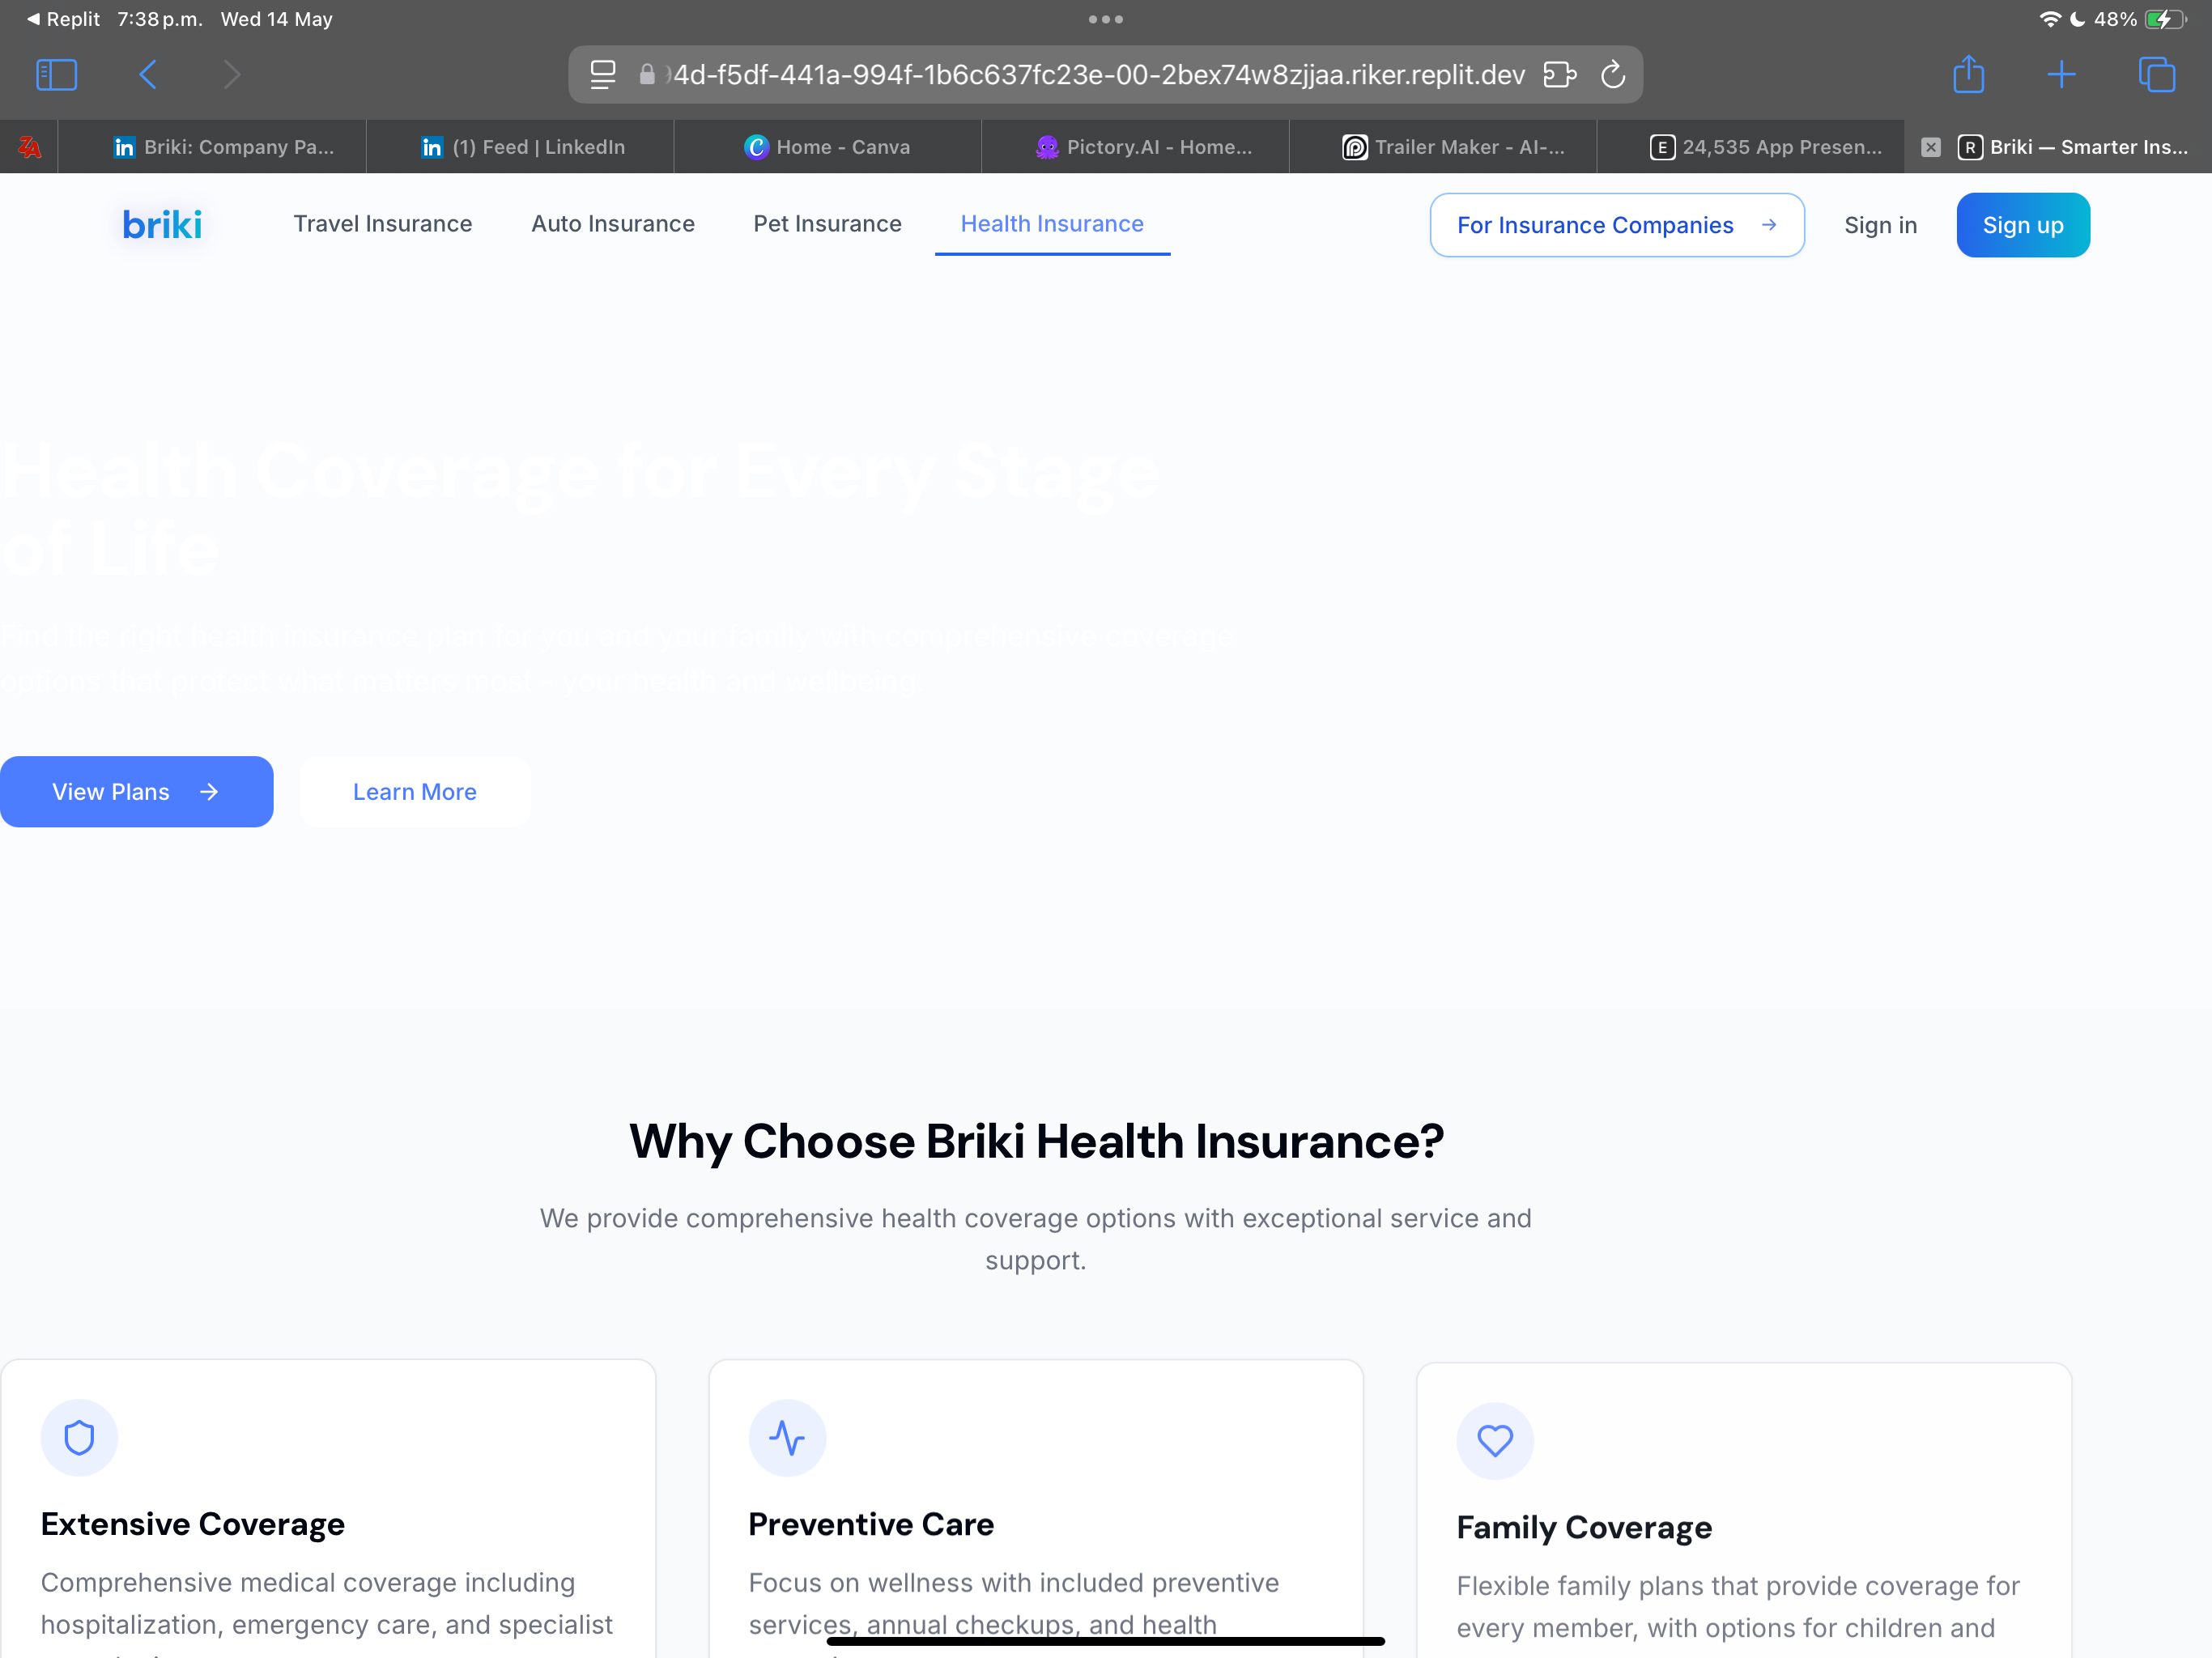 Replit 7:38 p.m. Wed 14 May
48%
4d-f5df-441a-994f-1b6c637fc23e-00-2bex74w8zjjaa.riker.replit.dev
ZA
in Briki: Company Pa...
in (1) Feed | LinkedIn
C Home - Canva
Pictory.AI - Home...
Trailer Maker - AI-...
E 24,535 App Presen...
R Briki — Smarter Ins...
briki
Travel Insurance
Auto Insurance
Pet Insurance
Health Insurance
For Insurance Companies →
Sign in
Sign up
Health Coverage for Every Stage
of Life
Find the right health insurance plan for you and your family with comprehensive coverage
options that protect what matters most - your health and wellbeing.
View Plans →
Learn More
Why Choose Briki Health Insurance?
We provide comprehensive health coverage options with exceptional service and
support.
Extensive Coverage
Comprehensive medical coverage including
hospitalization, emergency care, and specialist
Preventive Care
Focus on wellness with included preventive
services, annual checkups, and health
Family Coverage
Flexible family plans that provide coverage for
every member, with options for children and